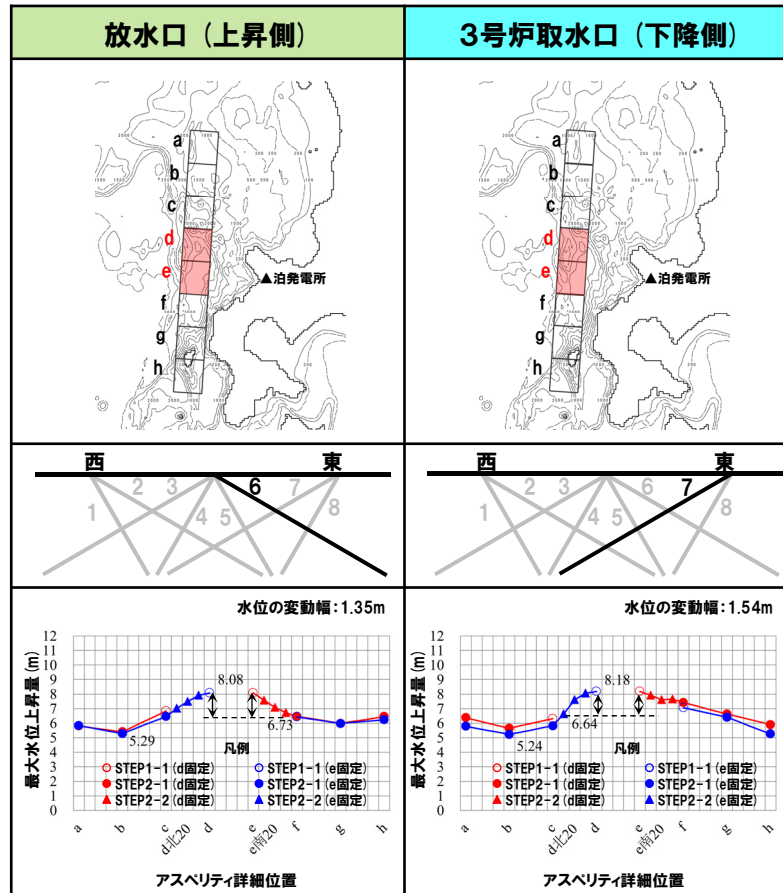 放水口（上昇側）
3号炉取水口（下降側）
a
b
c
d
e
f
g
h
▲泊発電所
a
b
c
d
e
f
g
h
▲泊発電所
西
東
1
2
3
4
5
6
7
8
西
東
1
2
3
4
5
6
7
8
水位の変動幅：1.35m
最大水位上昇量（m）
12
11
10
9
8
7
6
5
4
3
2
1
0
8.08
6.73
5.29
凡例
STEP1-1（d固定）
STEP1-1（e固定）
STEP2-1（d固定）
STEP2-1（e固定）
STEP2-2（d固定）
STEP2-2（e固定）
a
b
c
d北20
d
e
e南20
f
g
h
アスペリティ詳細位置
水位の変動幅：1.54m
最大水位上昇量（m）
12
11
10
9
8
7
6
5
4
3
2
1
0
8.18
6.64
5.24
凡例
STEP1-1（d固定）
STEP1-1（e固定）
STEP2-1（d固定）
STEP2-1（e固定）
STEP2-2（d固定）
STEP2-2（e固定）
a
b
c
d北20
d
e
e南20
f
g
h
アスペリティ詳細位置